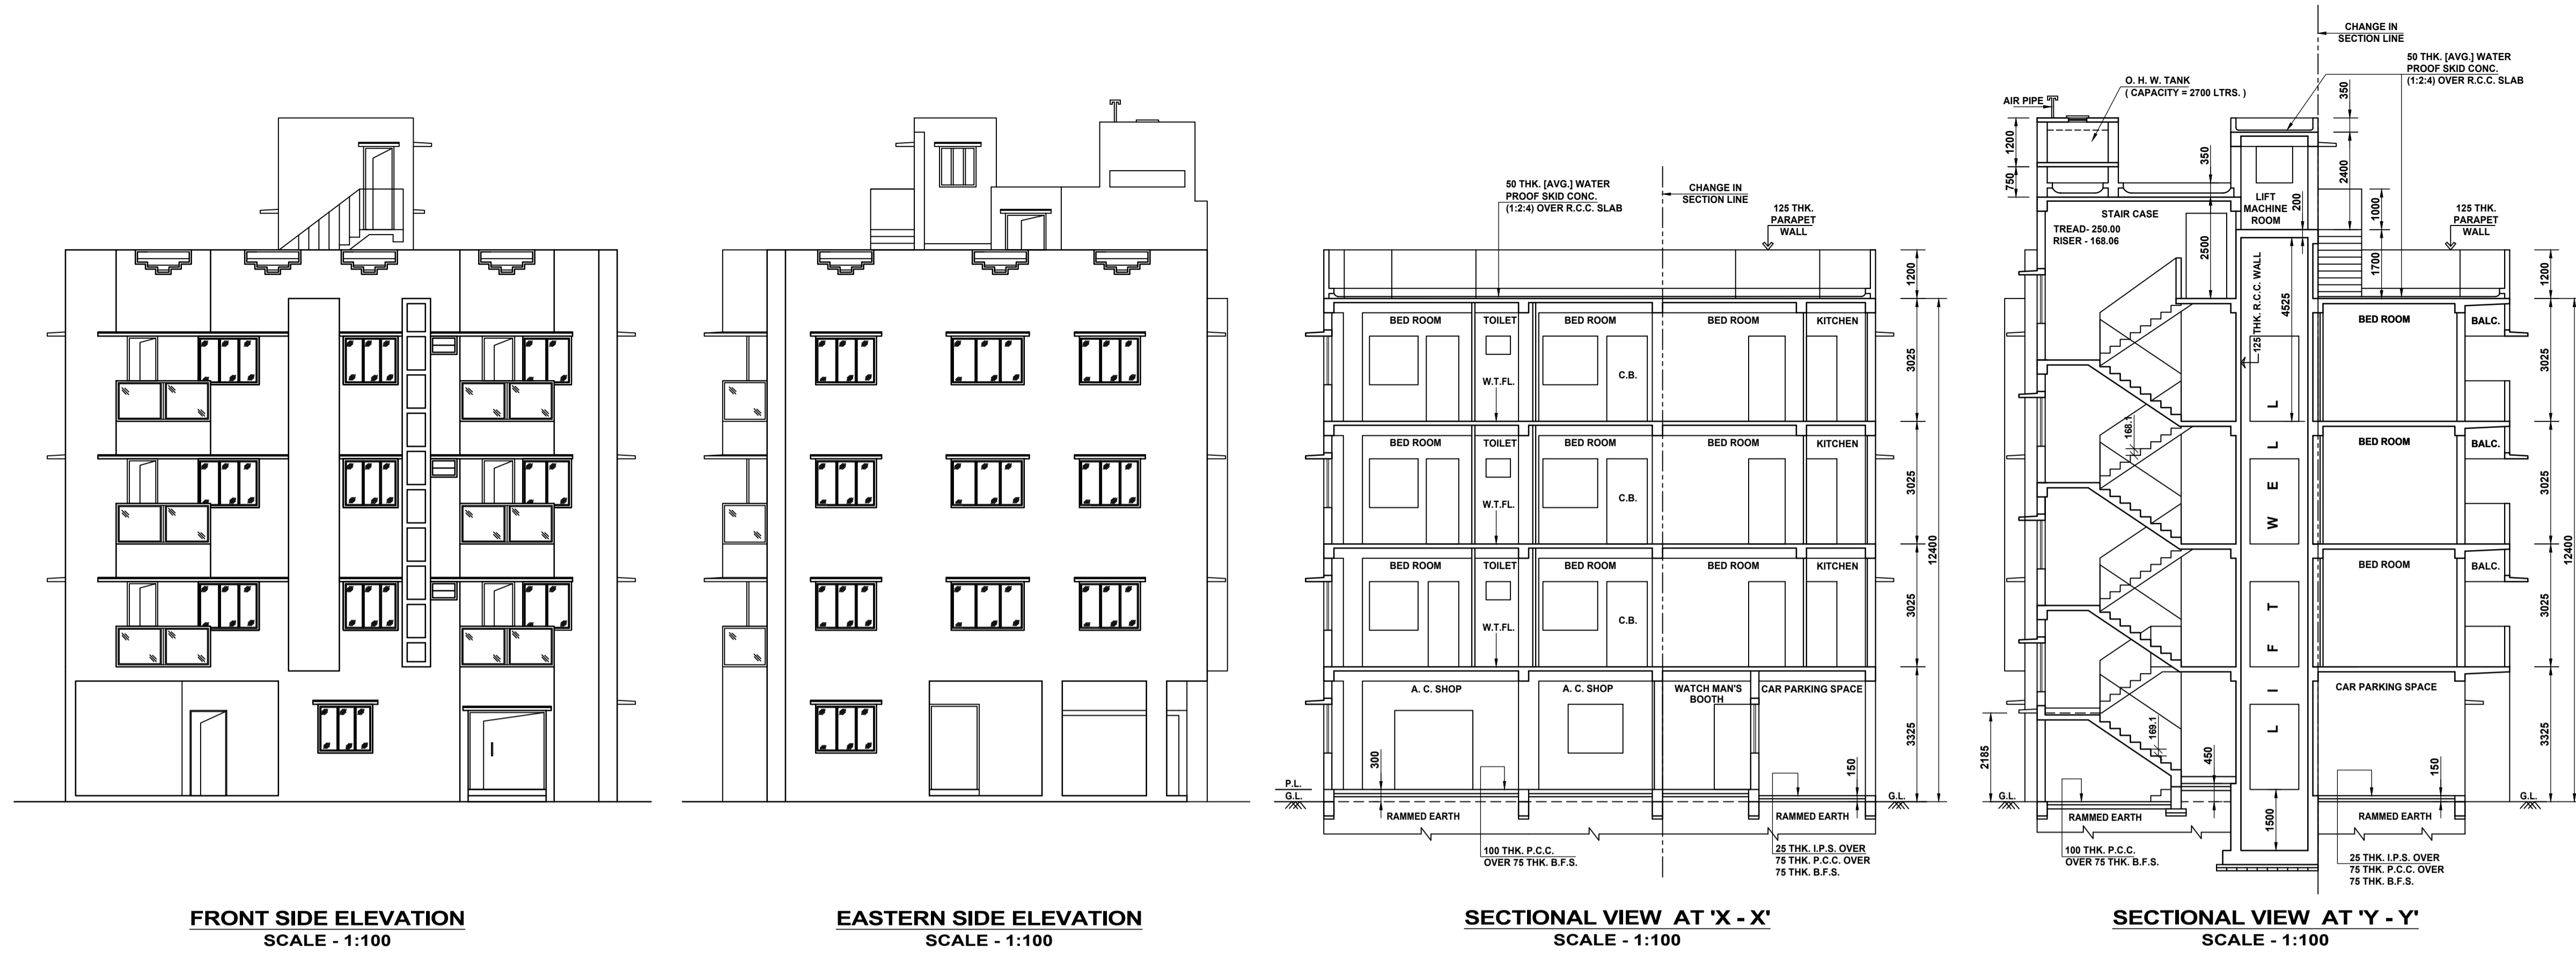 FRONT SIDE ELEVATION
SCALE - 1:100
EASTERN SIDE ELEVATION
SCALE - 1:100
50 THK. [AVG.] WATER
PROOF SKID CONC.
(1:2:4) OVER R.C.C. SLAB
CHANGE IN
SECTION LINE
125 THK.
PARAPET
WALL
1200
BED ROOM
TOILET
BED ROOM
BED ROOM
KITCHEN
W.T.FL.
C.B.
3025
BED ROOM
TOILET
BED ROOM
BED ROOM
KITCHEN
W.T.FL.
C.B.
3025
12400
BED ROOM
TOILET
BED ROOM
BED ROOM
KITCHEN
W.T.FL.
C.B.
3025
A. C. SHOP
A. C. SHOP
WATCH MAN'S
BOOTH
CAR PARKING SPACE
3325
300
150
P.L.
G.L.
G.L.
RAMMED EARTH
RAMMED EARTH
100 THK. P.C.C.
OVER 75 THK. B.F.S.
25 THK. I.P.S. OVER
75 THK. P.C.C. OVER
75 THK. B.F.S.
SECTIONAL VIEW AT 'X - X'
SCALE - 1:100
CHANGE IN
SECTION LINE
50 THK. [AVG.] WATER
PROOF SKID CONC.
(1:2:4) OVER R.C.C. SLAB
O. H. W. TANK
( CAPACITY = 2700 LTRS. )
AIR PIPE
350
1200
750
350
2400
LIFT
MACHINE
ROOM
200
1000
STAIR CASE
TREAD- 250.00
RISER - 168.06
2500
125 THK.
PARAPET
WALL
1700
1200
125 THK. R.C.C. WALL
4525
BED ROOM
BALC.
3025
168.1
BED ROOM
BALC.
3025
12400
BED ROOM
BALC.
3025
LIFT WELL
CAR PARKING SPACE
3325
2185
169.1
450
150
G.L.
G.L.
RAMMED EARTH
1500
RAMMED EARTH
100 THK. P.C.C.
OVER 75 THK. B.F.S.
25 THK. I.P.S. OVER
75 THK. P.C.C. OVER
75 THK. B.F.S.
SECTIONAL VIEW AT 'Y - Y'
SCALE - 1:100